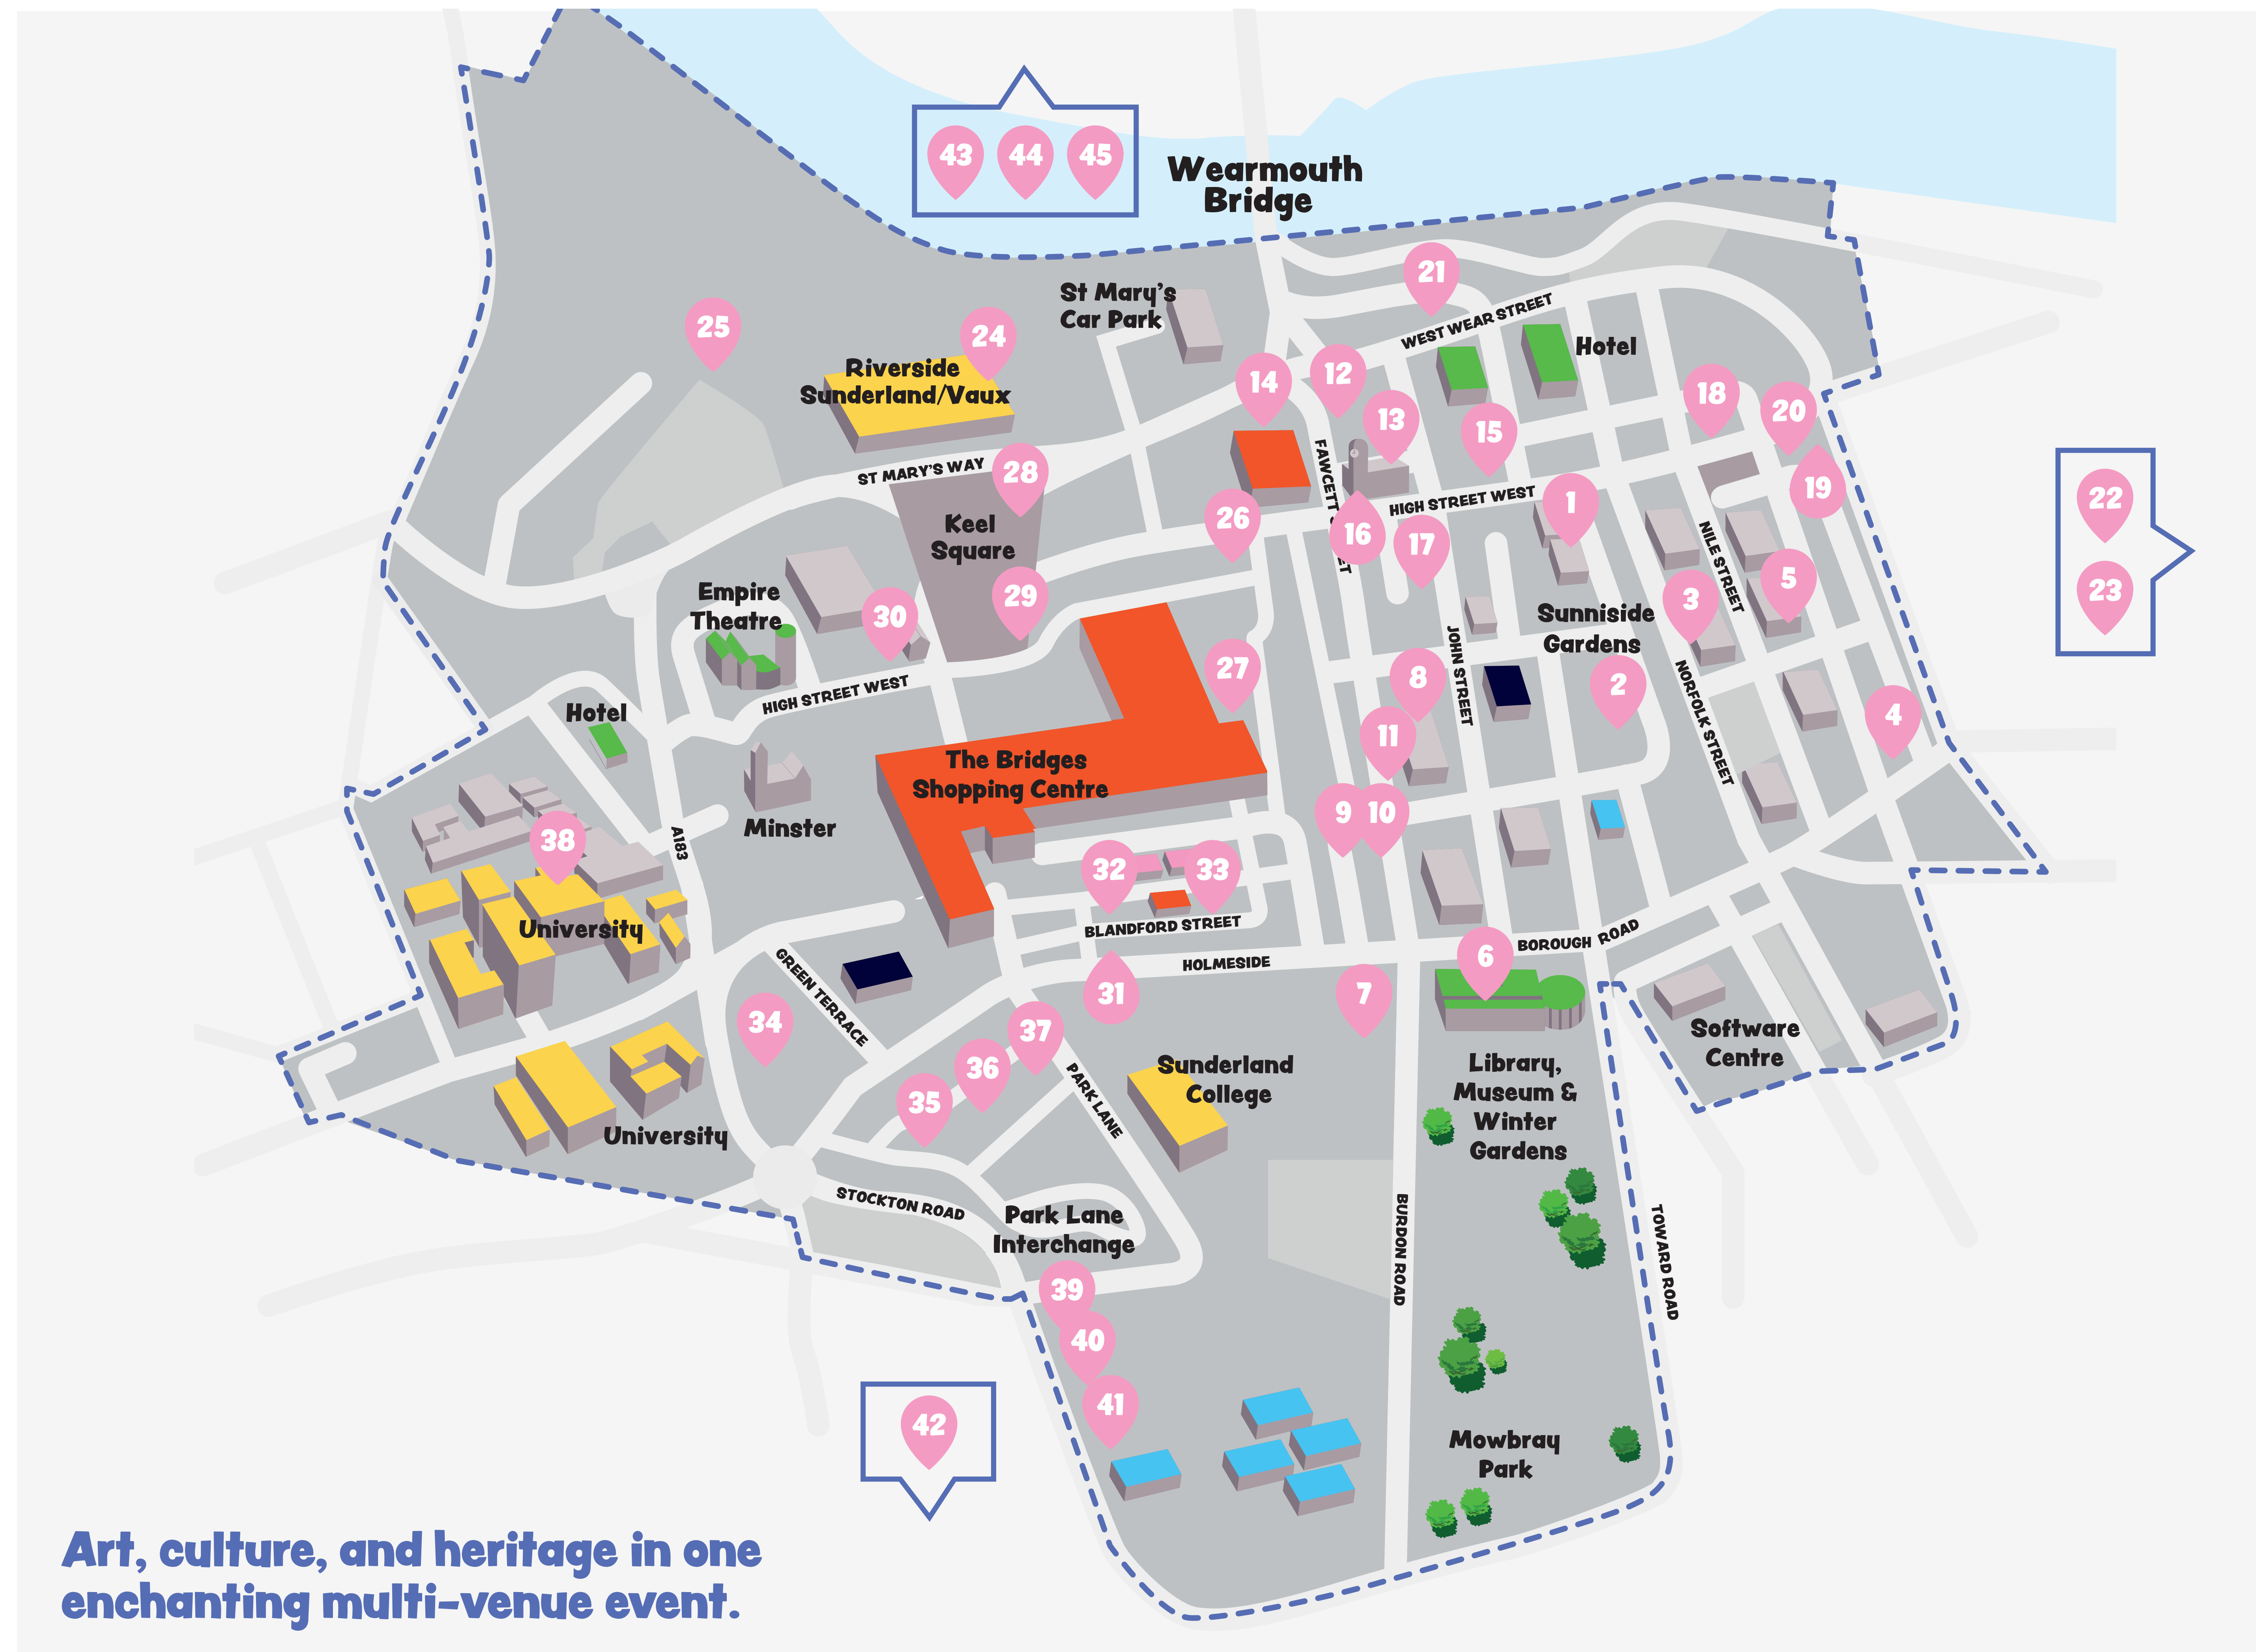 43 44 45
Wearmouth
Bridge
21
St Mary's
Car Park
WEST WEAR STREET
25
24
Riverside
Sunderland/Vaux
Hotel
14
12
13
15
18
20
19
FAWCETT STREET
ST MARY'S WAY
28
Keel
Square
HIGH STREET WEST
1
26
16
17
22
23
NILE STREET
Empire
Theatre
30
29
3
5
Sunniside
Gardens
JOHN STREET
27
8
2
4
HIGH STREET WEST
Hotel
NORFOLK STREET
11
The Bridges
Shopping Centre
Minster
A183
38
9 10
32
33
University
BLANDFORD STREET
HOLMESIDE
BOROUGH ROAD
6
7
31
GREEN TERRACE
34
37
36
35
PARK LANE
Sunderland
College
Library,
Museum &
Winter
Gardens
Software
Centre
University
STOCKTON ROAD
Park Lane
Interchange
BURDON ROAD
TOWARD ROAD
39
40
41
42
Mowbray
Park
Art, culture, and heritage in one
enchanting multi-venue event.